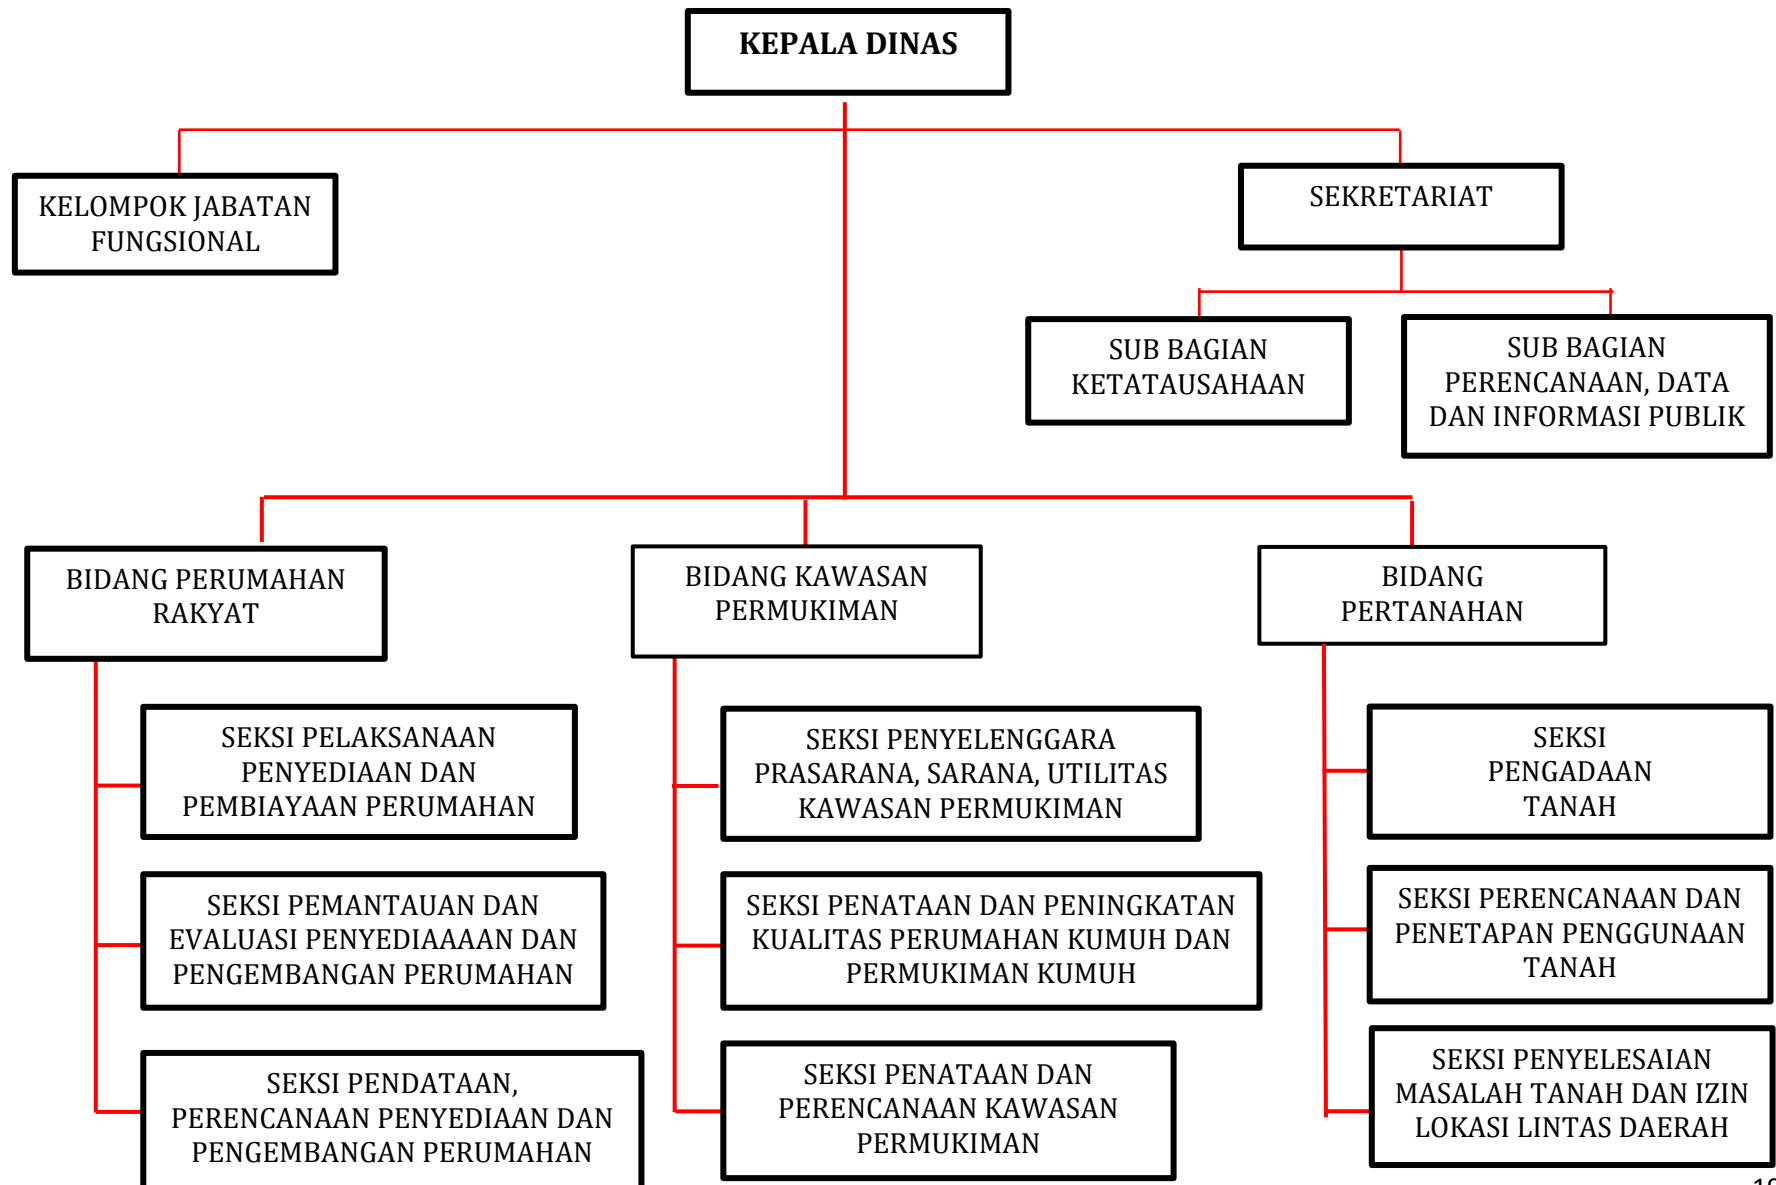 KEPALA DINAS
KELOMPOK JABATAN
FUNGSIONAL
SEKRETARIAT
SUB BAGIAN
KETATAUSAHAAN
SUB BAGIAN
PERENCANAAN, DATA
DAN INFORMASI PUBLIK
BIDANG PERUMAHAN
RAKYAT
BIDANG KAWASAN
PERMUKIMAN
BIDANG
PERTANAHAN
SEKSI PELAKSANAAN
PENYEDIAAN DAN
PEMBIAYAAN PERUMAHAN
SEKSI PENYELENGGARA
PRASARANA, SARANA, UTILITAS
KAWASAN PERMUKIMAN
SEKSI
PENGADAAN
TANAH
SEKSI PEMANTAUAN DAN
EVALUASI PENYEDIAAAAN DAN
PENGEMBANGAN PERUMAHAN
SEKSI PENATAAN DAN PENINGKATAN
KUALITAS PERUMAHAN KUMUH DAN
PERMUKIMAN KUMUH
SEKSI PERENCANAAN DAN
PENETAPAN PENGGUNAAN
TANAH
SEKSI PENDATAAN,
PERENCANAAN PENYEDIAAN DAN
PENGEMBANGAN PERUMAHAN
SEKSI PENATAAN DAN
PERENCANAAN KAWASAN
PERMUKIMAN
SEKSI PENYELESAIAN
MASALAH TANAH DAN IZIN
LOKASI LINTAS DAERAH